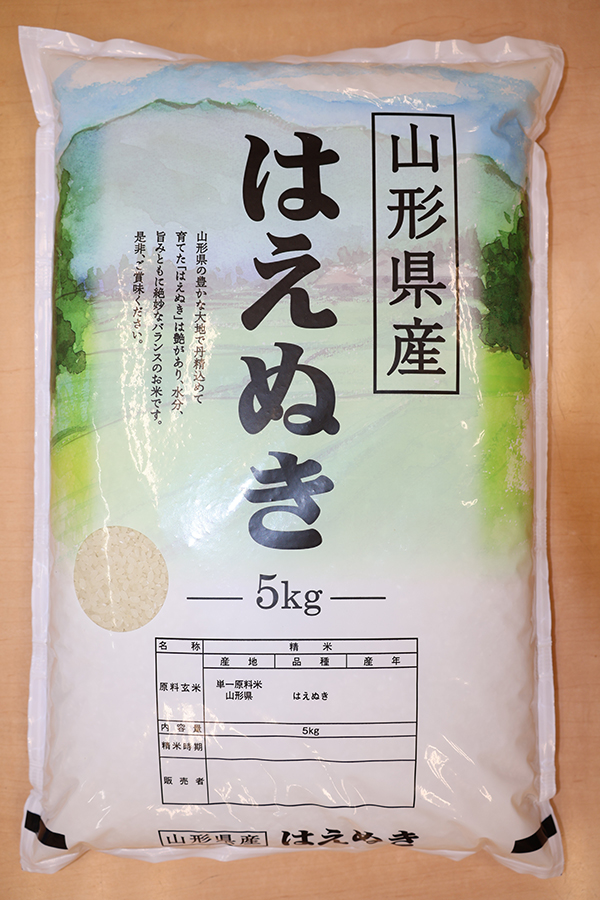 山形県産
はえぬき
山形県の豊かな大地で丹精込めて
育てた「はえぬき」は艶があり、水分、
旨みともに絶妙なバランスのお米です。
是非、ご賞味ください。
5kg
名称 精米
産地 品種 産年
原料玄米 単一原料米
山形県 はえぬき
内容量 5kg
精米時期
販売者
山形県産 はえぬき